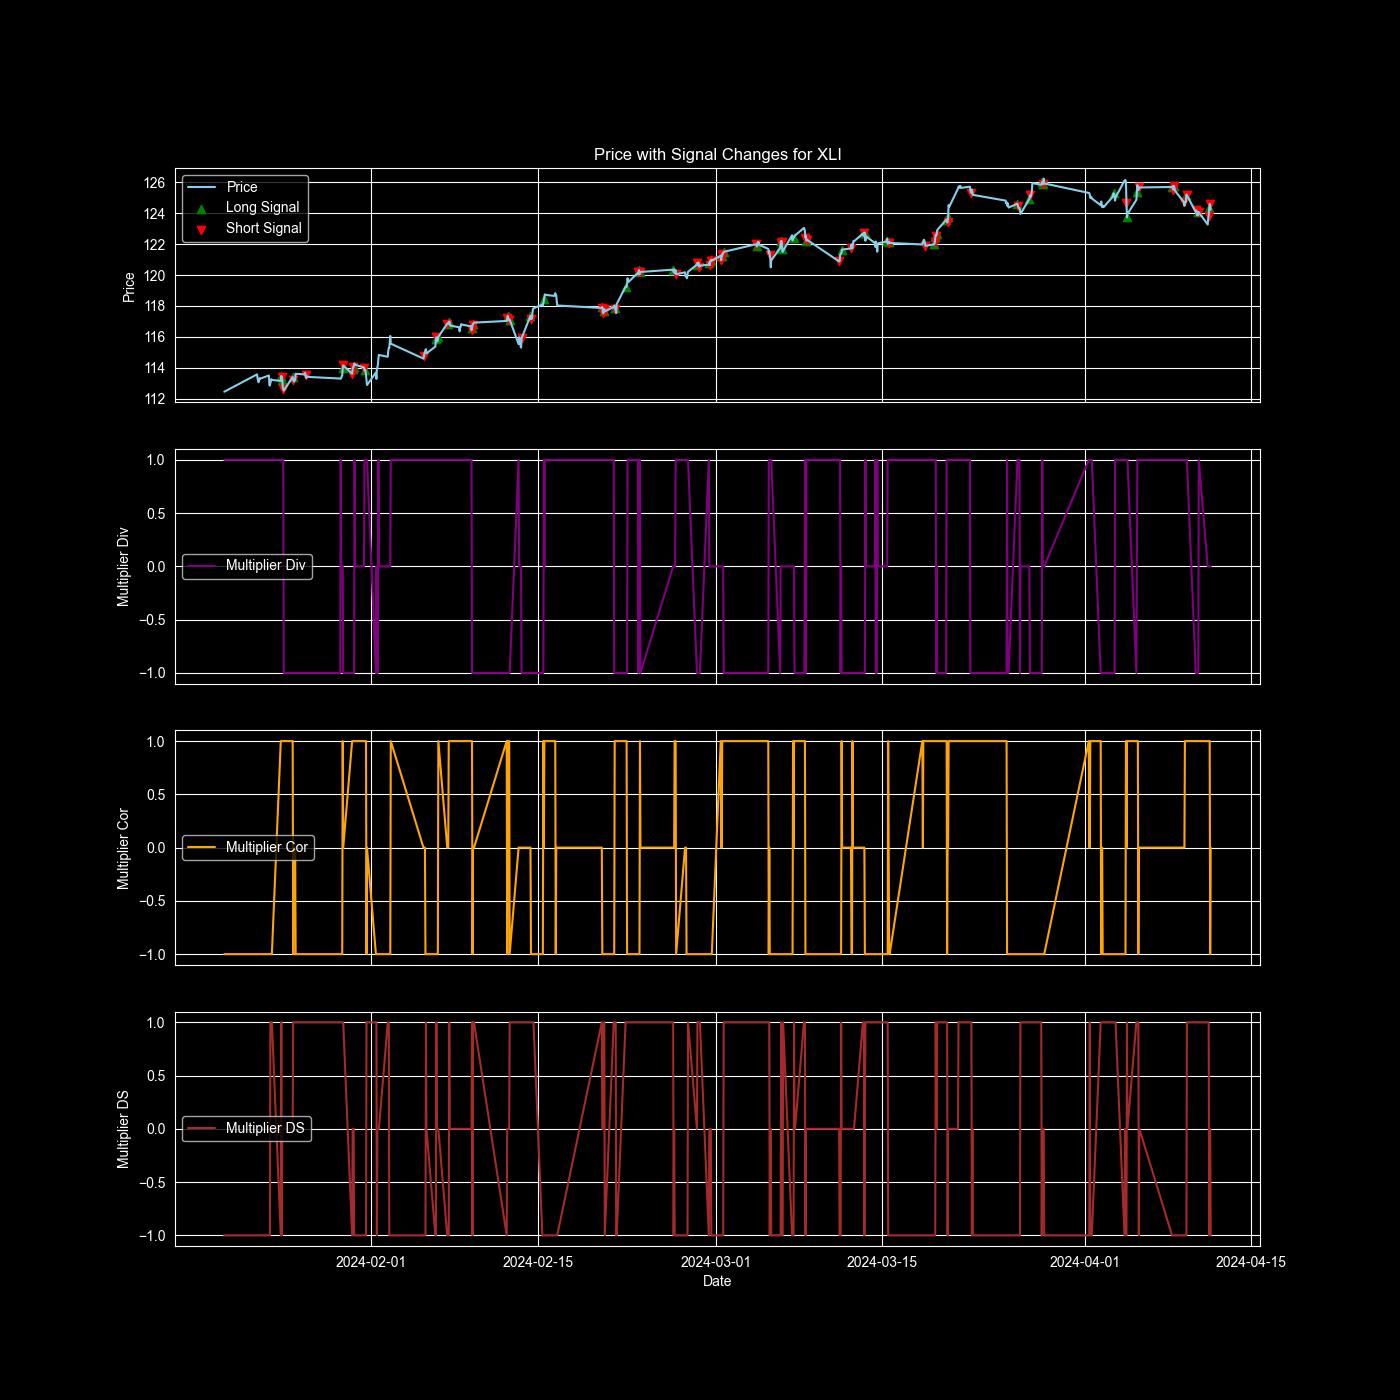 Price with Signal Changes for XLI
126
124
122
120
118
116
114
112
Price
Price
Long Signal
Short Signal
1.0
0.5
0.0
−0.5
−1.0
Multiplier Div
Multiplier Div
1.0
0.5
0.0
−0.5
−1.0
Multiplier Cor
Multiplier Cor
1.0
0.5
0.0
−0.5
−1.0
Multiplier DS
Multiplier DS
2024-02-01 2024-02-15 2024-03-01 2024-03-15 2024-04-01 2024-04-15
Date